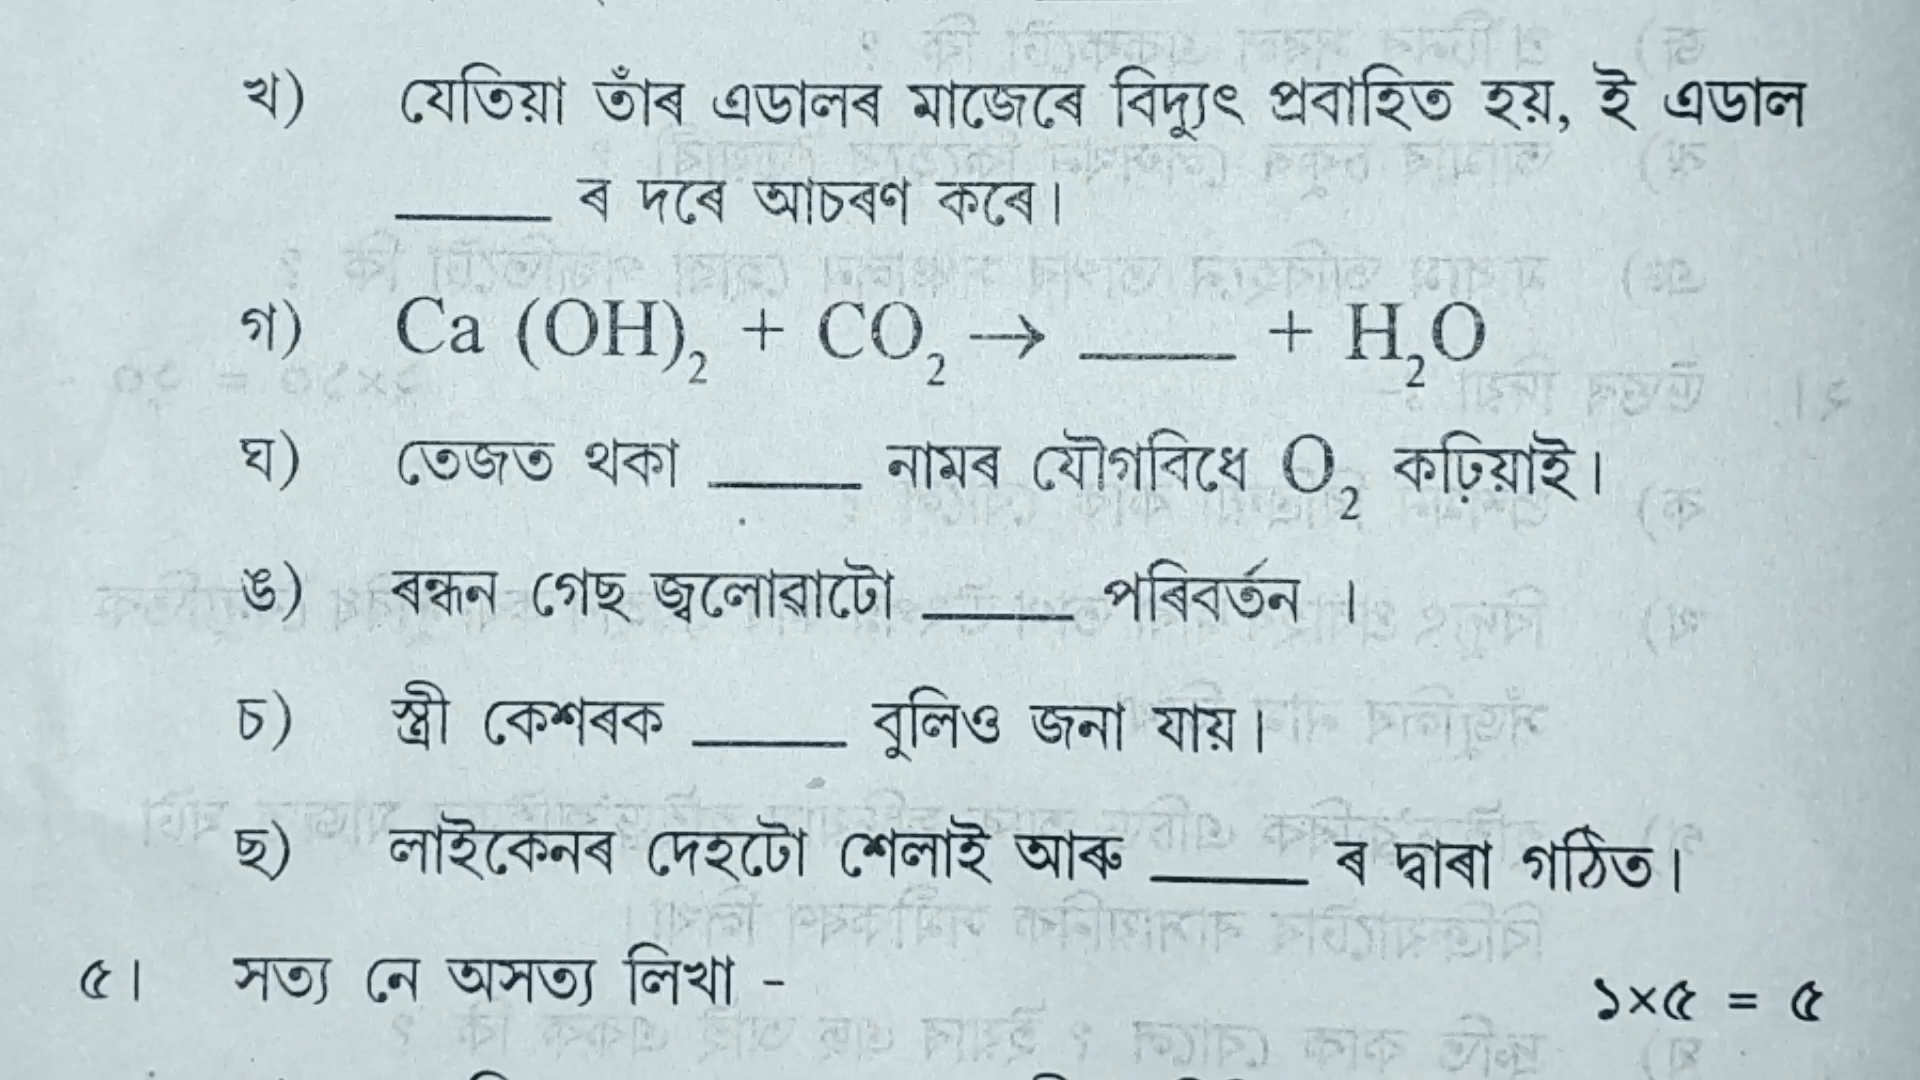 খ) যেতিয়া তাঁৰ এডালৰ মাজেৰে বিদ্যুৎ প্ৰবাহিত হয়, ই এডাল
_____ ৰ দৰে আচৰণ কৰে।
গ) Ca (OH)₂ + CO₂ → _____ + H₂O
ঘ) তেজত থকা _____ নামৰ যৌগবিধে O₂ কঢ়িয়াই।
ঙ) ৰন্ধন গেছ জ্বলোৱাটো _____ পৰিবৰ্তন ।
চ) স্ত্ৰী কেশৰক _____ বুলিও জনা যায়।
ছ) লাইকেনৰ দেহটো শেলাই আৰু _____ ৰ দ্বাৰা গঠিত।
৫। সত্য নে অসত্য লিখা - ১×৫ = ৫